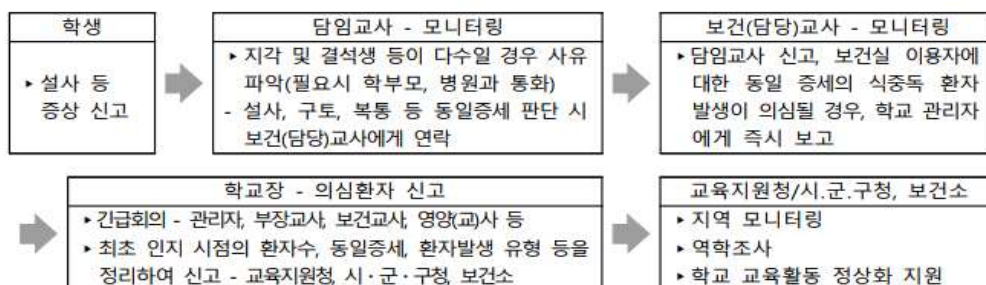 학생
▸ 설사 등
증상 신고
담임교사 - 모니터링
▸ 지각 및 결석생 등이 다수일 경우 사유
파악(필요시 학부모, 병원과 통화)
- 설사, 구토, 복통 등 동일증세 판단 시
보건(담당)교사에게 연락
보건(담당)교사 - 모니터링
▸ 담임교사 신고, 보건실 이용자에
대한 동일 증세의 식중독 환자
발생이 의심될 경우, 학교 관리자
에게 즉시 보고
학교장 - 의심환자 신고
▸ 긴급회의 - 관리자, 부장교사, 보건교사, 영양(교)사 등
▸ 최초 인지 시점의 환자수, 동일증세, 환자발생 유형 등을
정리하여 신고 - 교육지원청, 시·군·구청, 보건소
교육지원청/시.군.구청, 보건소
▸ 지역 모니터링
▸ 역학조사
▸ 학교 교육활동 정상화 지원